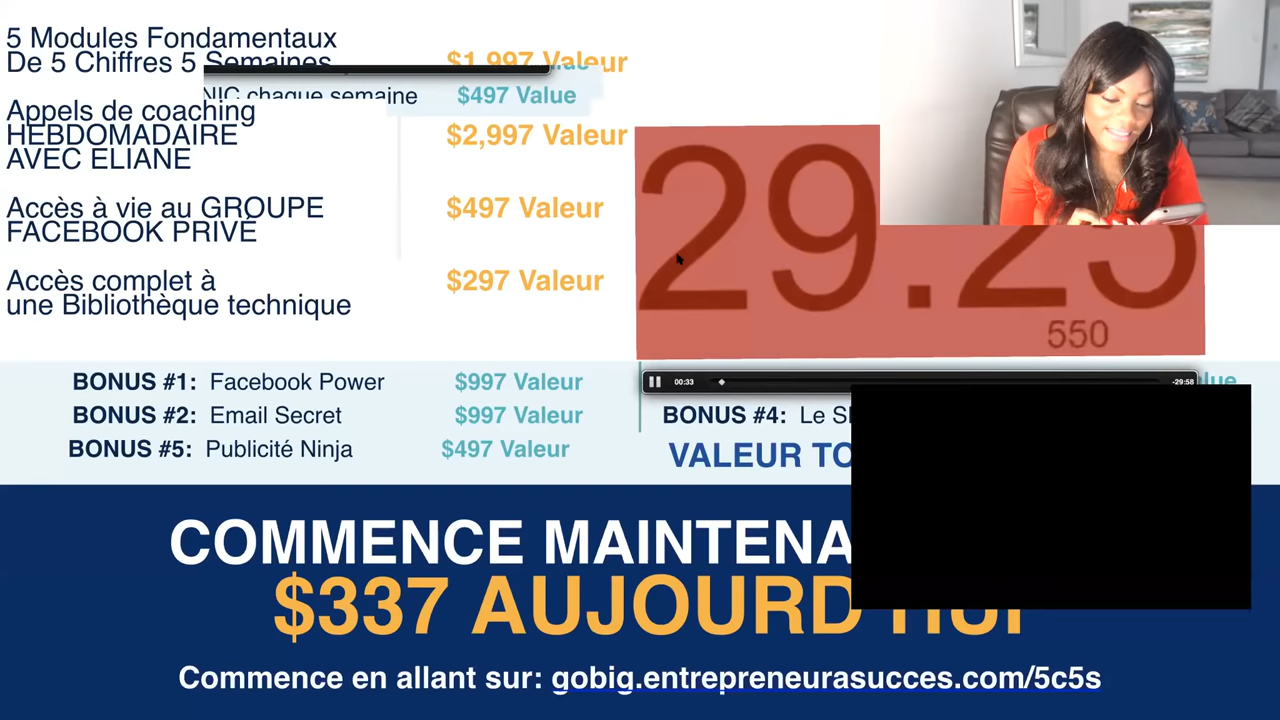 5 Modules Fondamentaux
De 5 Chiffres 5 Semaines $1,997 Valeur
chaque semaine $497 Value
Appels de coaching
HEBDOMADAIRE $2,997 Valeur
AVEC ELIANE
Accès à vie au GROUPE $497 Valeur
FACEBOOK PRIVÉ
Accès complet à $297 Valeur
une Bibliothèque technique
29.25
550
BONUS #1: Facebook Power $997 Valeur
00:33 -29:58
BONUS #2: Email Secret $997 Valeur BONUS #4: Le
BONUS #5: Publicité Ninja $497 Valeur VALEUR
COMMENCE
$337 AUJOURD'HUI
Commence en allant sur: gobig.entrepreneurasucces.com/5c5s